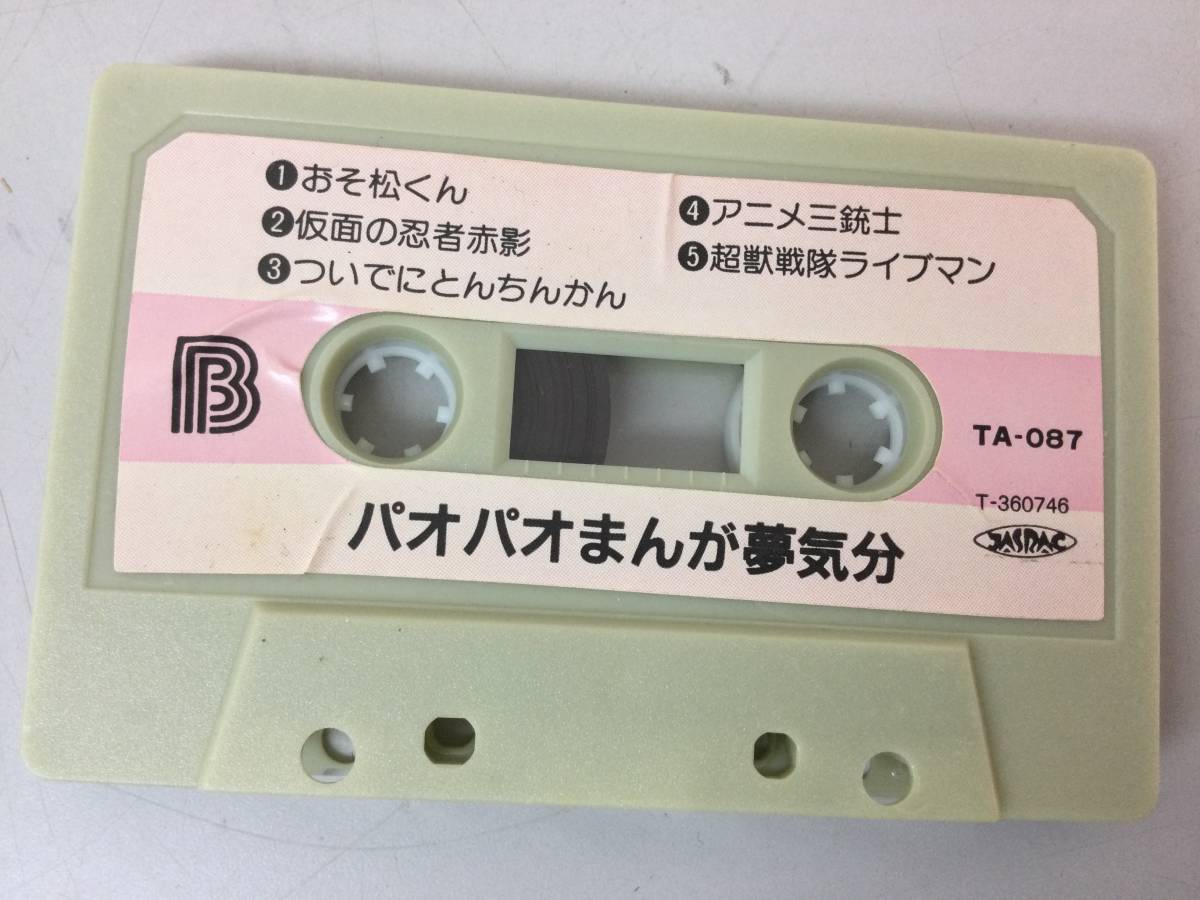 ❶おそ松くん
❷仮面の忍者赤影
❸ついでにとんちんかん
❹アニメ三銃士
❺超獣戦隊ライブマン
B
TA-087
T-360746
JASRAC
パオパオまんが夢気分